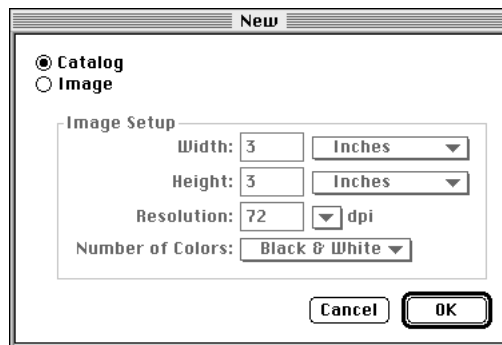 New
Catalog
Image
Image Setup
Width: 3 Inches
Height: 3 Inches
Resolution: 72 dpi
Number of Colors: Black & White
Cancel OK